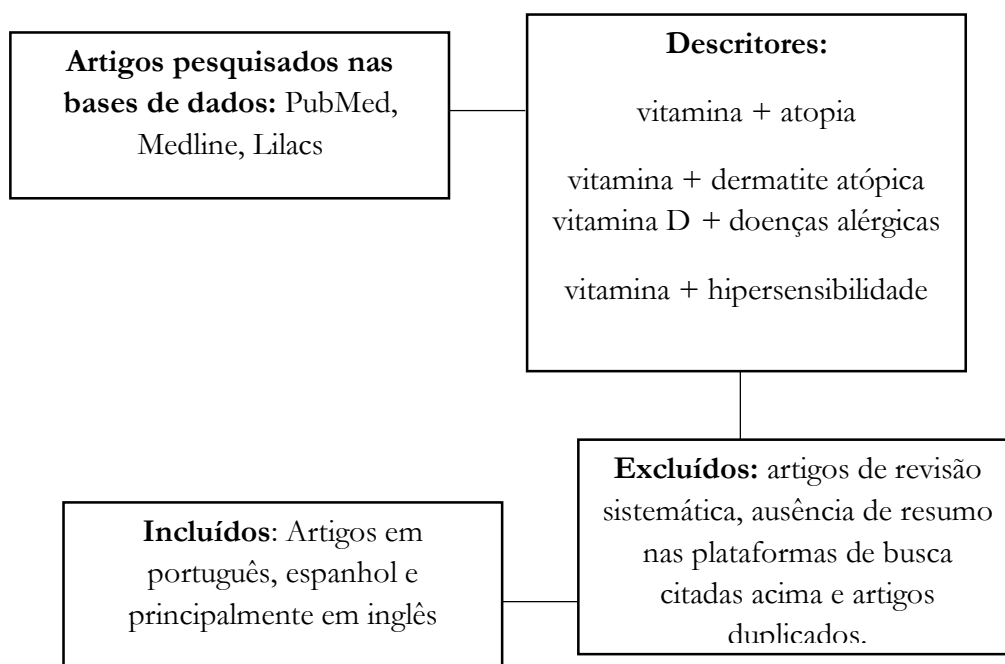 Artigos pesquisados nas
bases de dados: PubMed,
Medline, Lilacs
Descritores:
vitamina + atopia
vitamina + dermatite atópica
vitamina D + doenças alérgicas
vitamina + hipersensibilidade
Excluídos: artigos de revisão
sistemática, ausência de resumo
nas plataformas de busca
citadas acima e artigos
duplicados.
Incluídos: Artigos em
português, espanhol e
principalmente em inglês